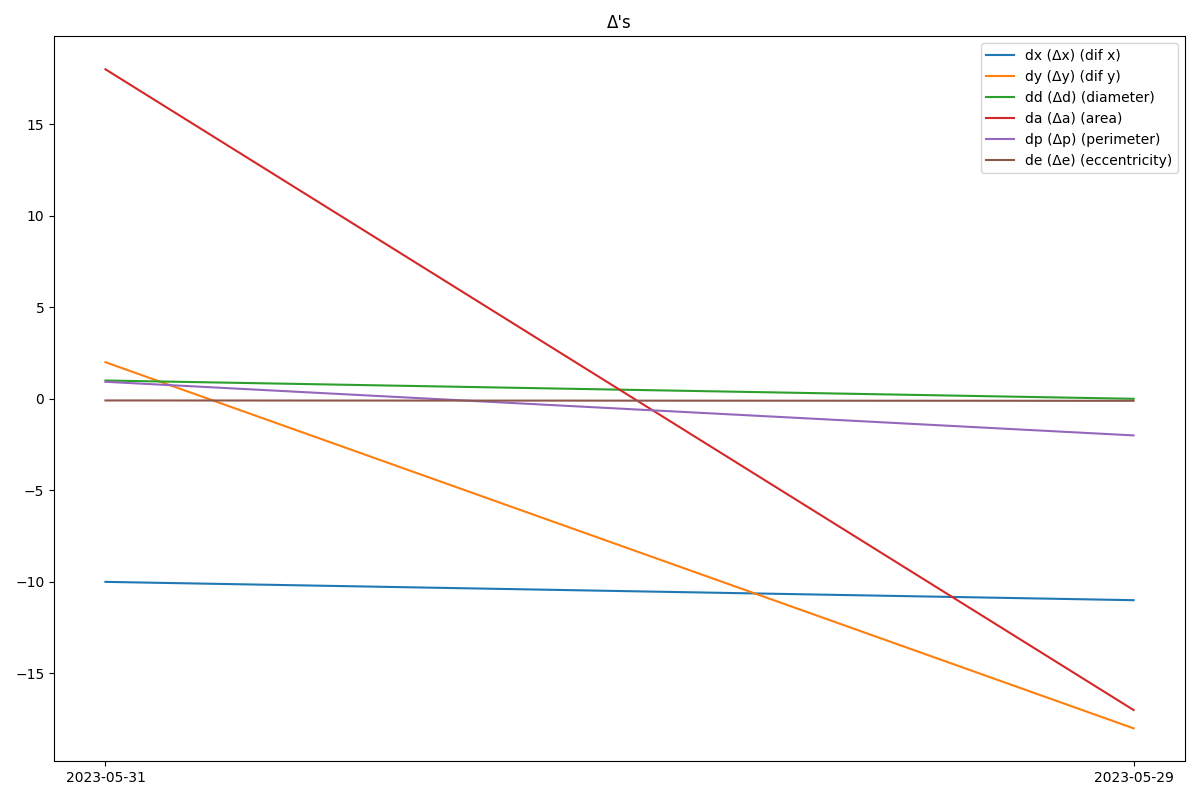 Δ's
dx (Δx) (dif x)
dy (Δy) (dif y)
dd (Δd) (diameter)
da (Δa) (area)
dp (Δp) (perimeter)
de (Δe) (eccentricity)
15
10
5
0
−5
−10
−15
2023-05-31
2023-05-29